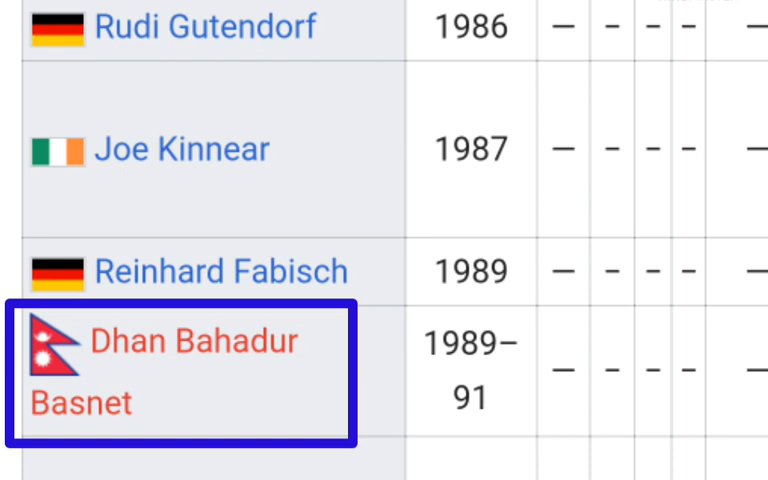 Rudi Gutendorf 1986 — - - - —
Joe Kinnear 1987 — - - - —
Reinhard Fabisch 1989 — - - - —
Dhan Bahadur 1989–
— - - - —
Basnet 91